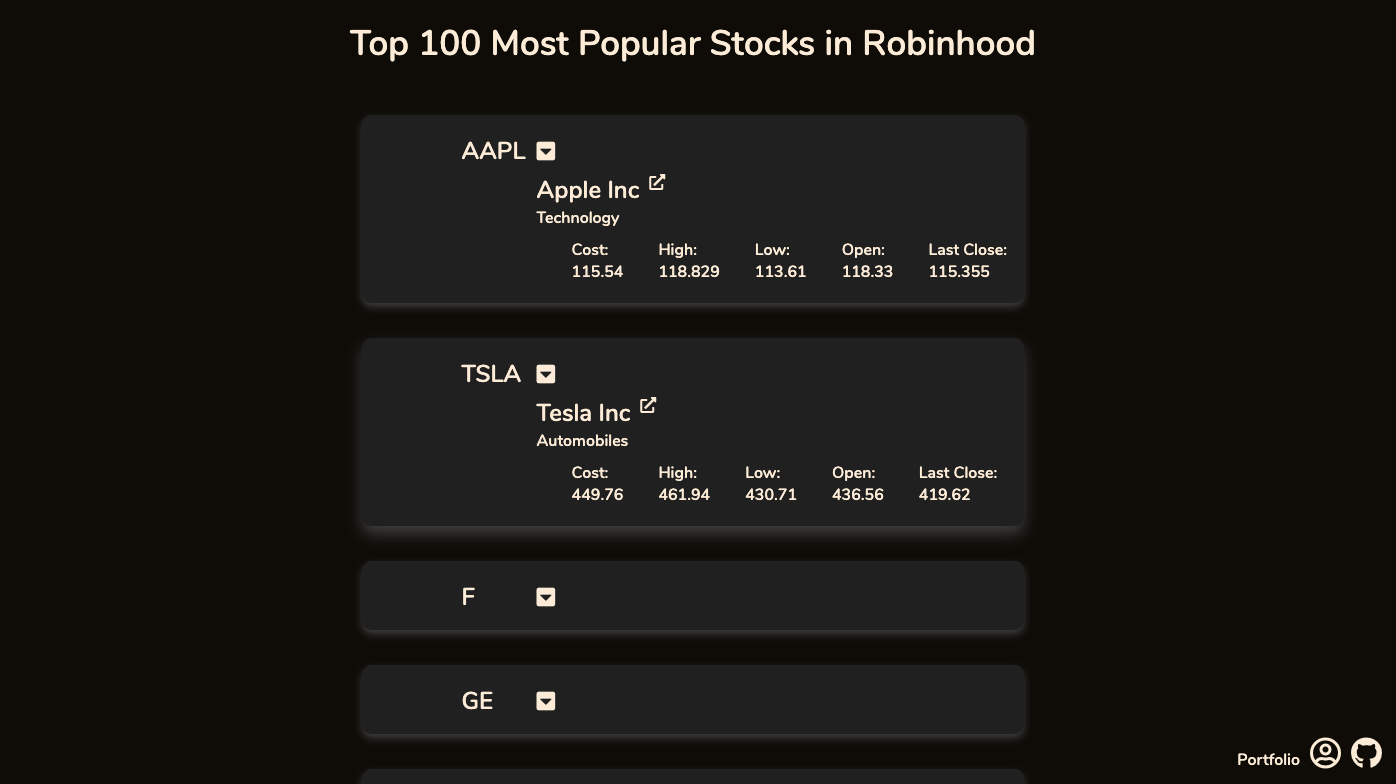 Top 100 Most Popular Stocks in Robinhood
AAPL
Apple Inc
Technology
Cost: High: Low: Open: Last Close:
115.54 118.829 113.61 118.33 115.355
TSLA
Tesla Inc
Automobiles
Cost: High: Low: Open: Last Close:
449.76 461.94 430.71 436.56 419.62
F
GE
Portfolio